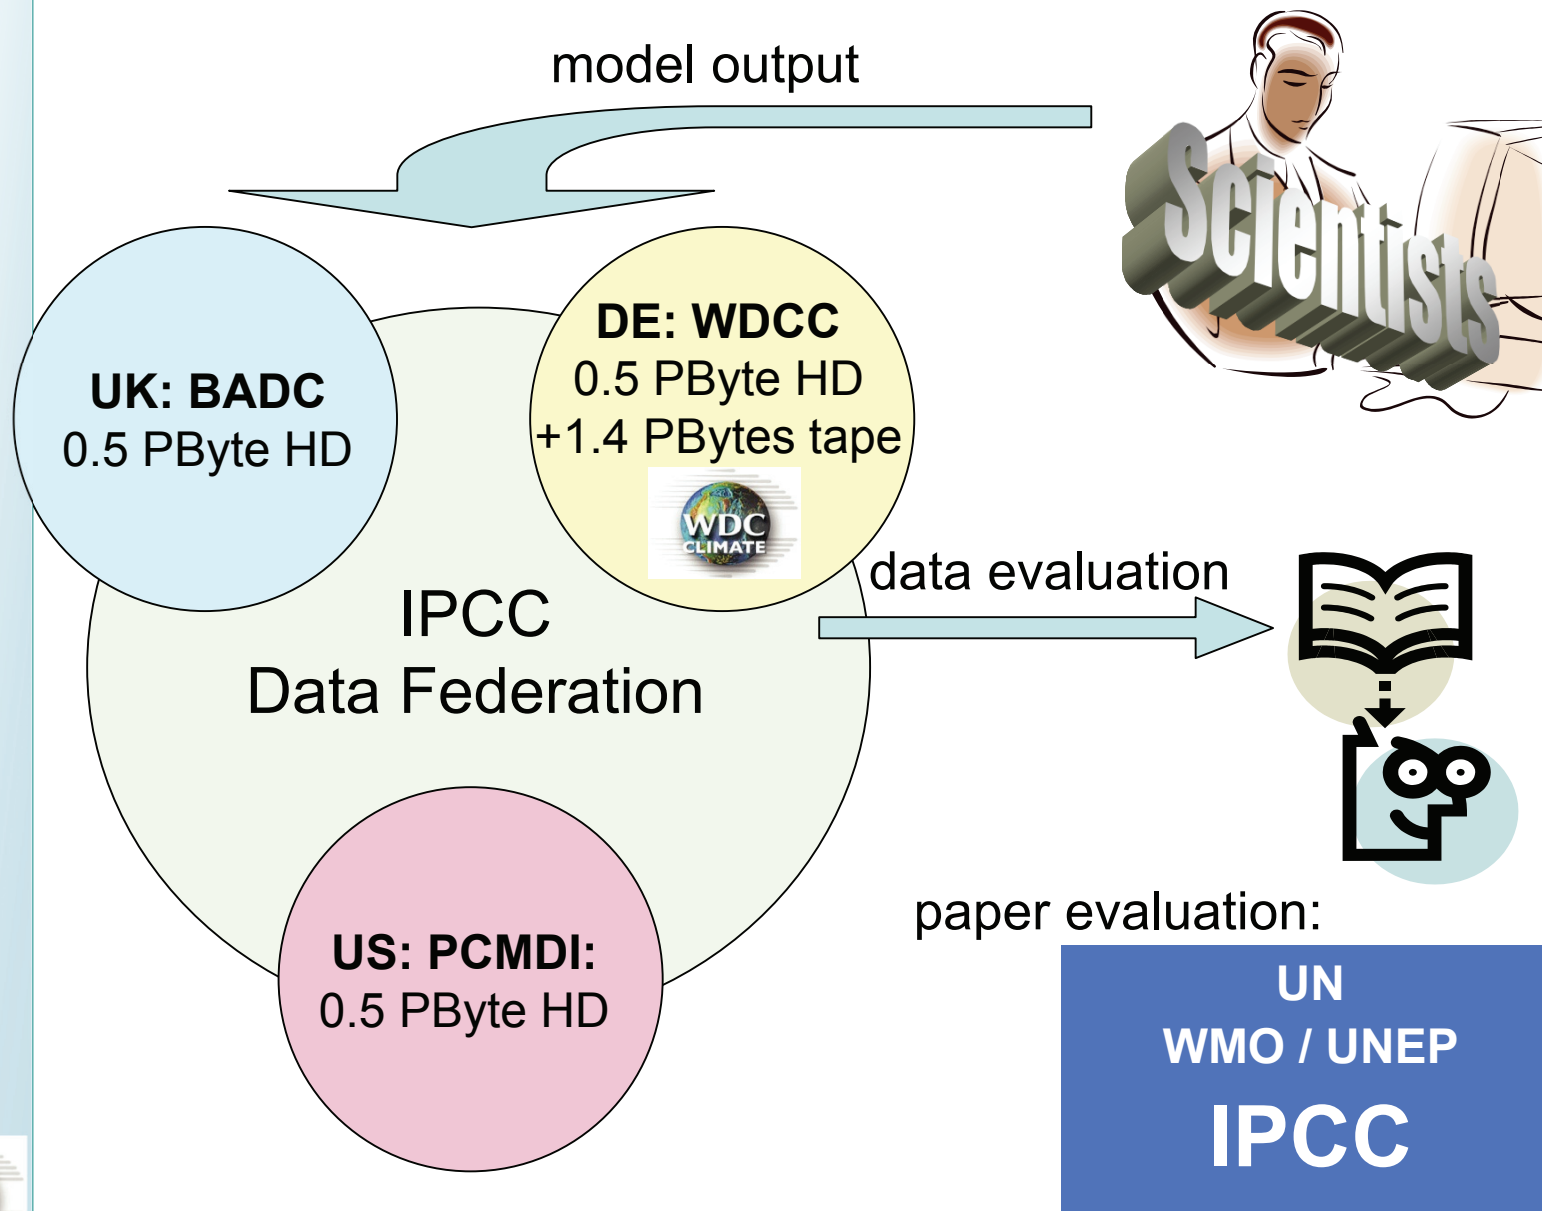 model output
Scientists
UK: BADC
0.5 PByte HD
DE: WDCC
0.5 PByte HD
+1.4 PBytes tape
WDC
CLIMATE
IPCC
Data Federation
data evaluation
US: PCMDI:
0.5 PByte HD
paper evaluation:
UN
WMO / UNEP
IPCC